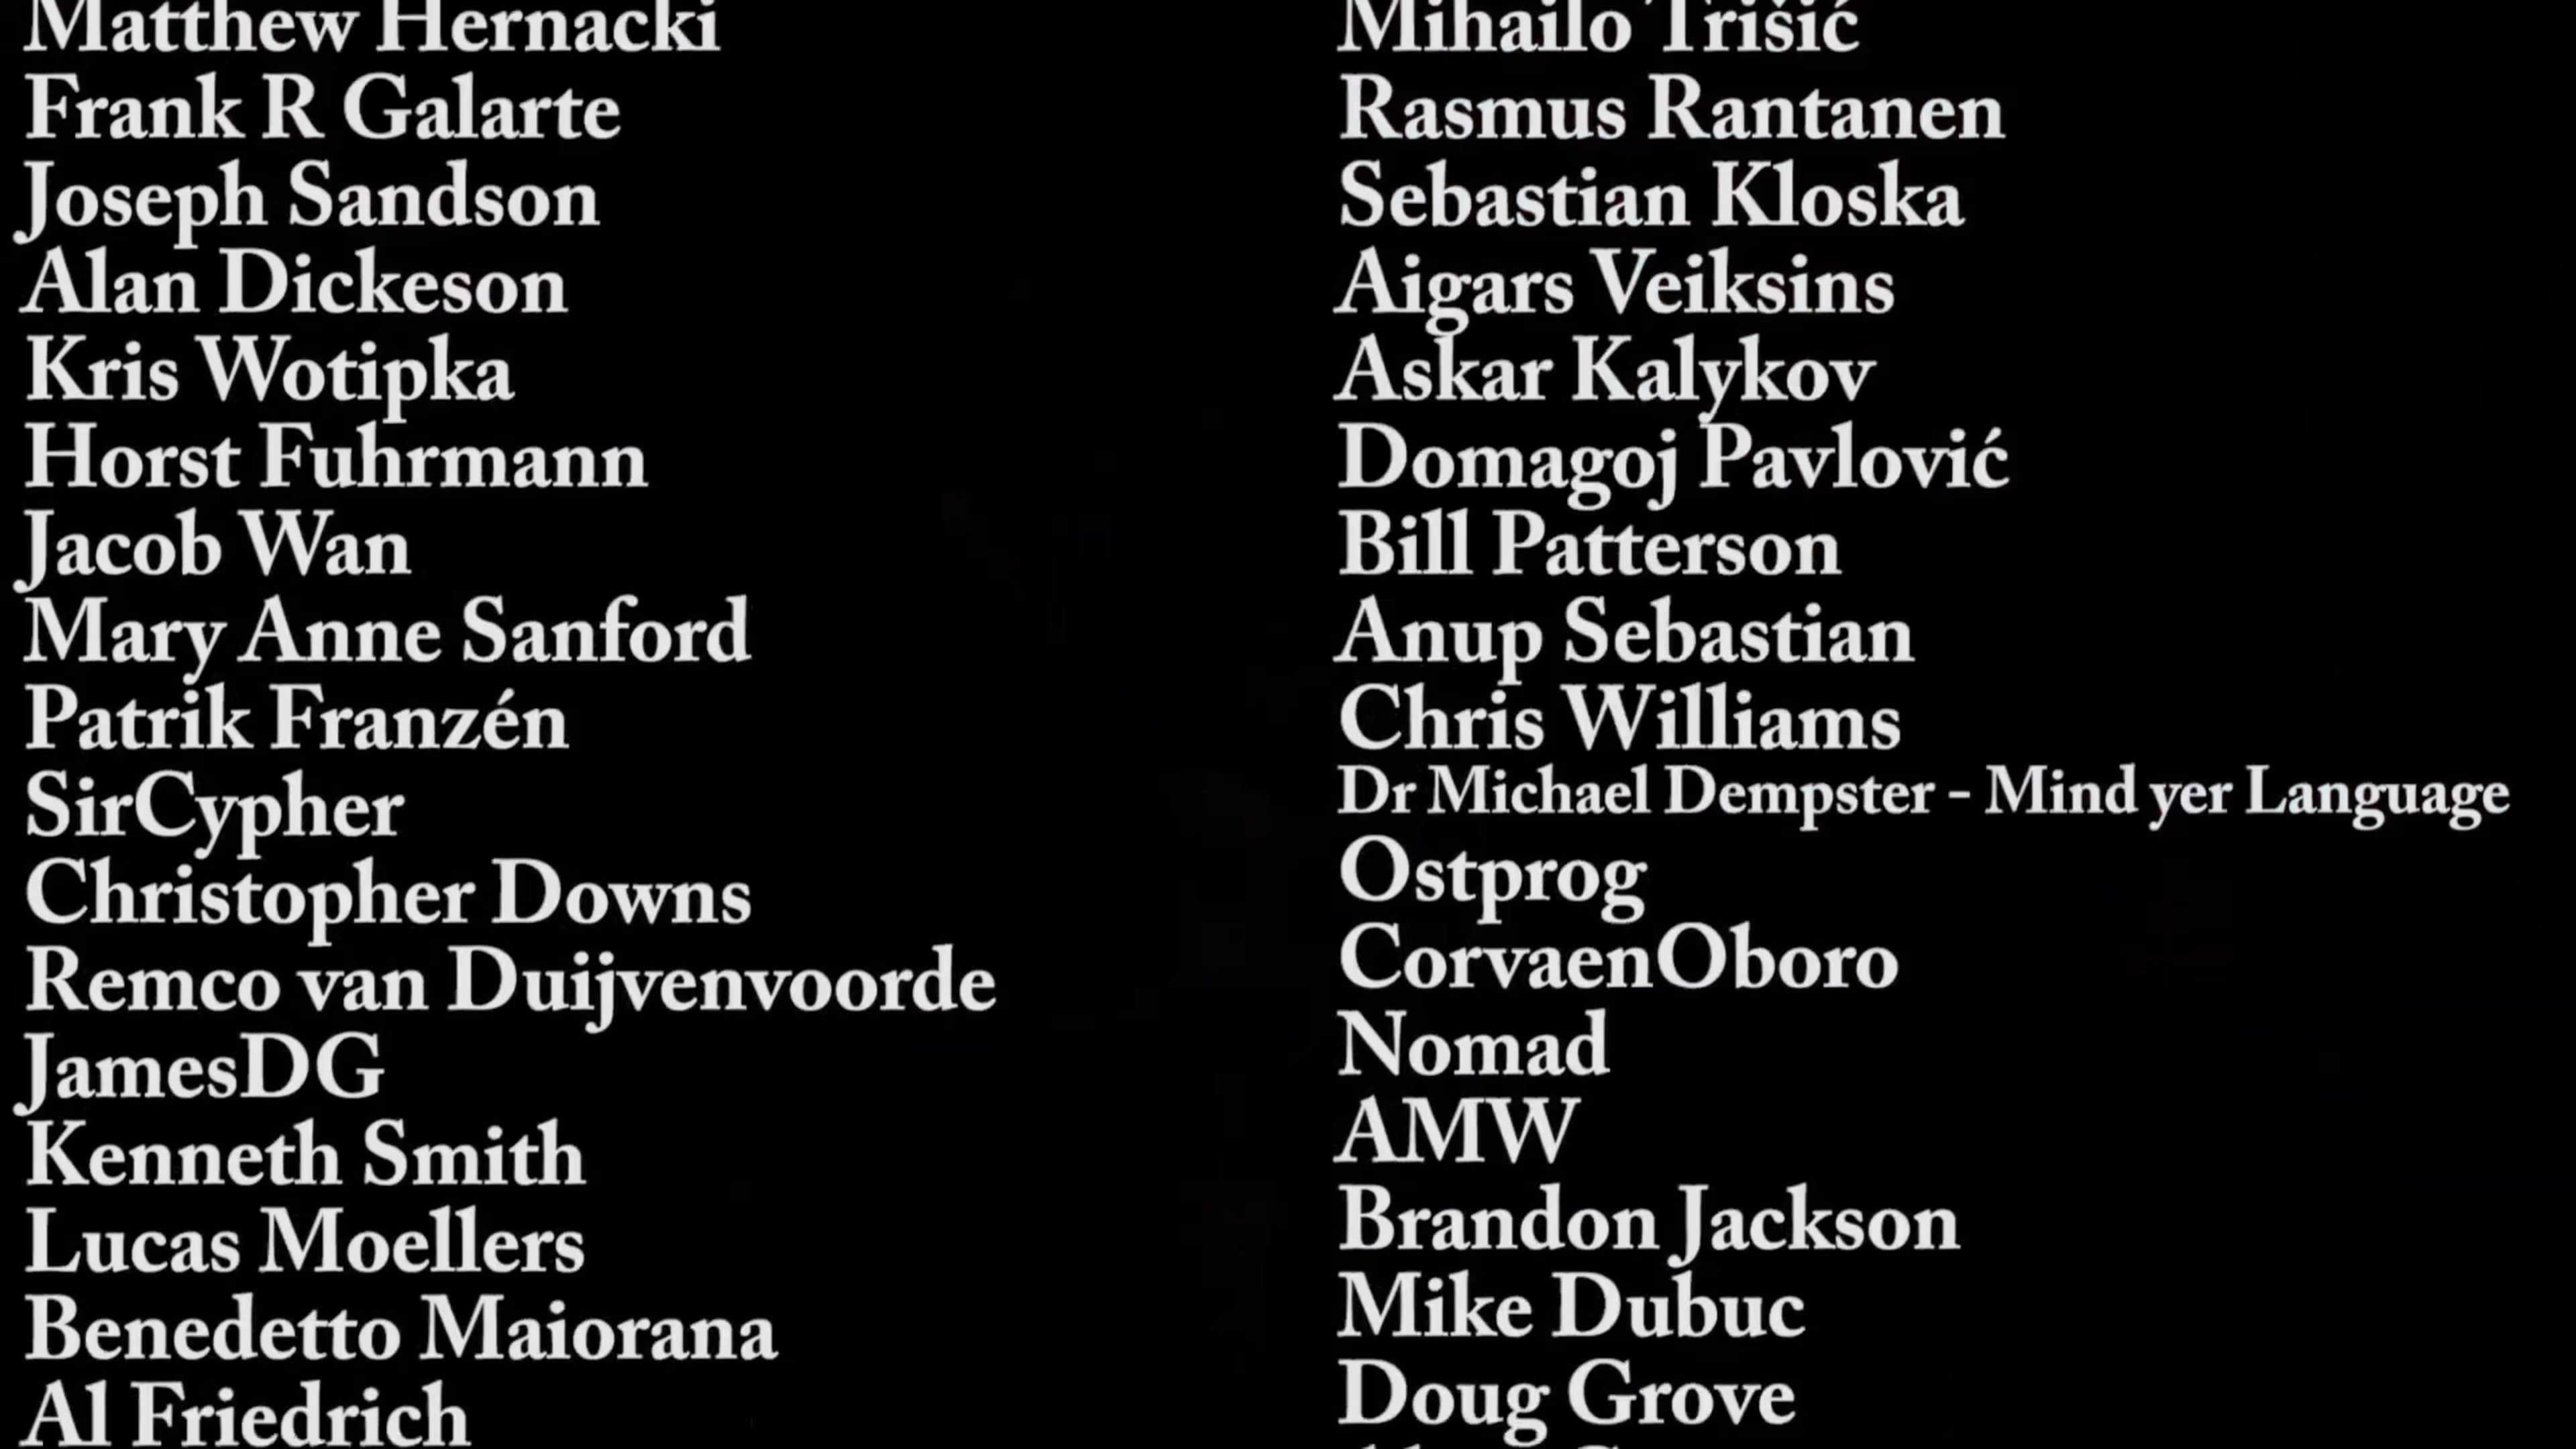 Matthew Hernacki
Frank R Galarte
Joseph Sandson
Alan Dickeson
Kris Wotipka
Horst Fuhrmann
Jacob Wan
Mary Anne Sanford
Patrik Franzén
SirCypher
Christopher Downs
Remco van Duijvenvoorde
JamesDG
Kenneth Smith
Lucas Moellers
Benedetto Maiorana
Al Friedrich
Mihailo Trišić
Rasmus Rantanen
Sebastian Kloska
Aigars Veiksins
Askar Kalykov
Domagoj Pavlović
Bill Patterson
Anup Sebastian
Chris Williams
Dr Michael Dempster - Mind yer Language
Ostprog
CorvaenOboro
Nomad
AMW
Brandon Jackson
Mike Dubuc
Doug Grove